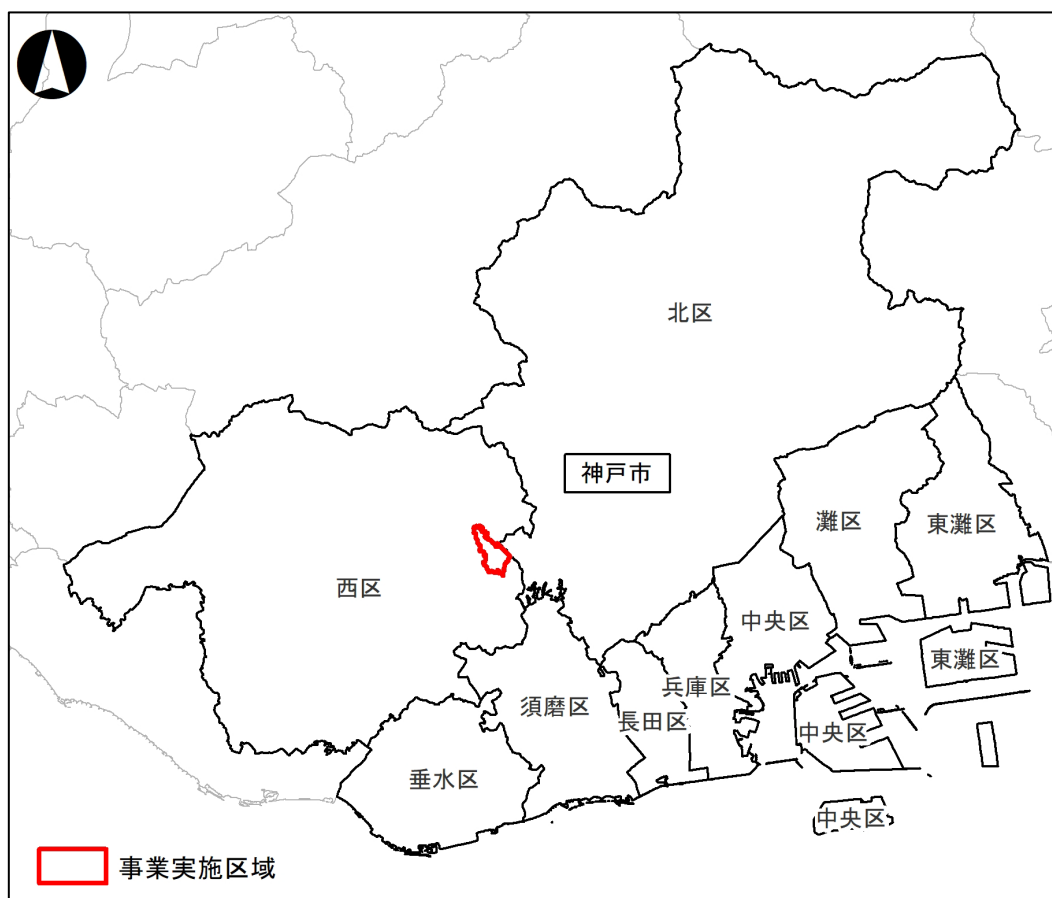 北区
神戸市
灘区
東灘区
西区
中央区
東灘区
兵庫区
須磨区
長田区
中央区
垂水区
中央区
事業実施区域